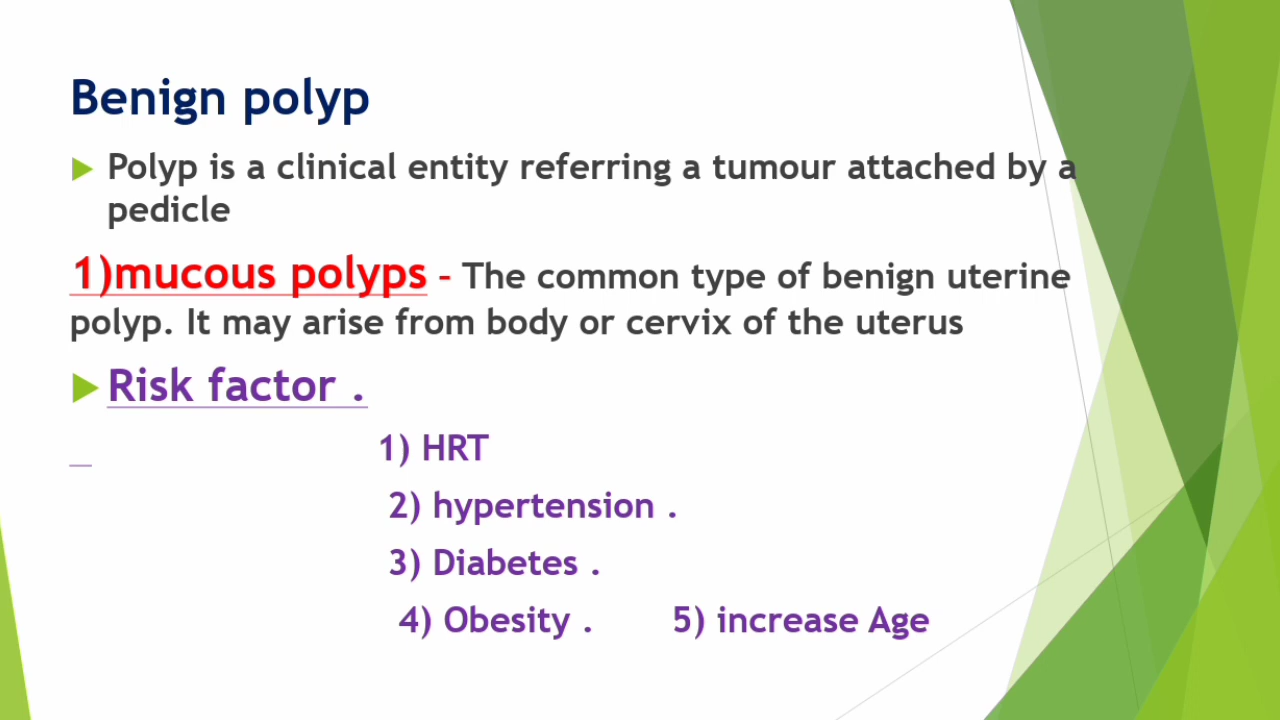 Benign polyp
Polyp is a clinical entity referring a tumour attached by a
pedicle
1)mucous polyps – The common type of benign uterine
polyp. It may arise from body or cervix of the uterus
Risk factor .
1) HRT
2) hypertension .
3) Diabetes .
4) Obesity . 5) increase Age